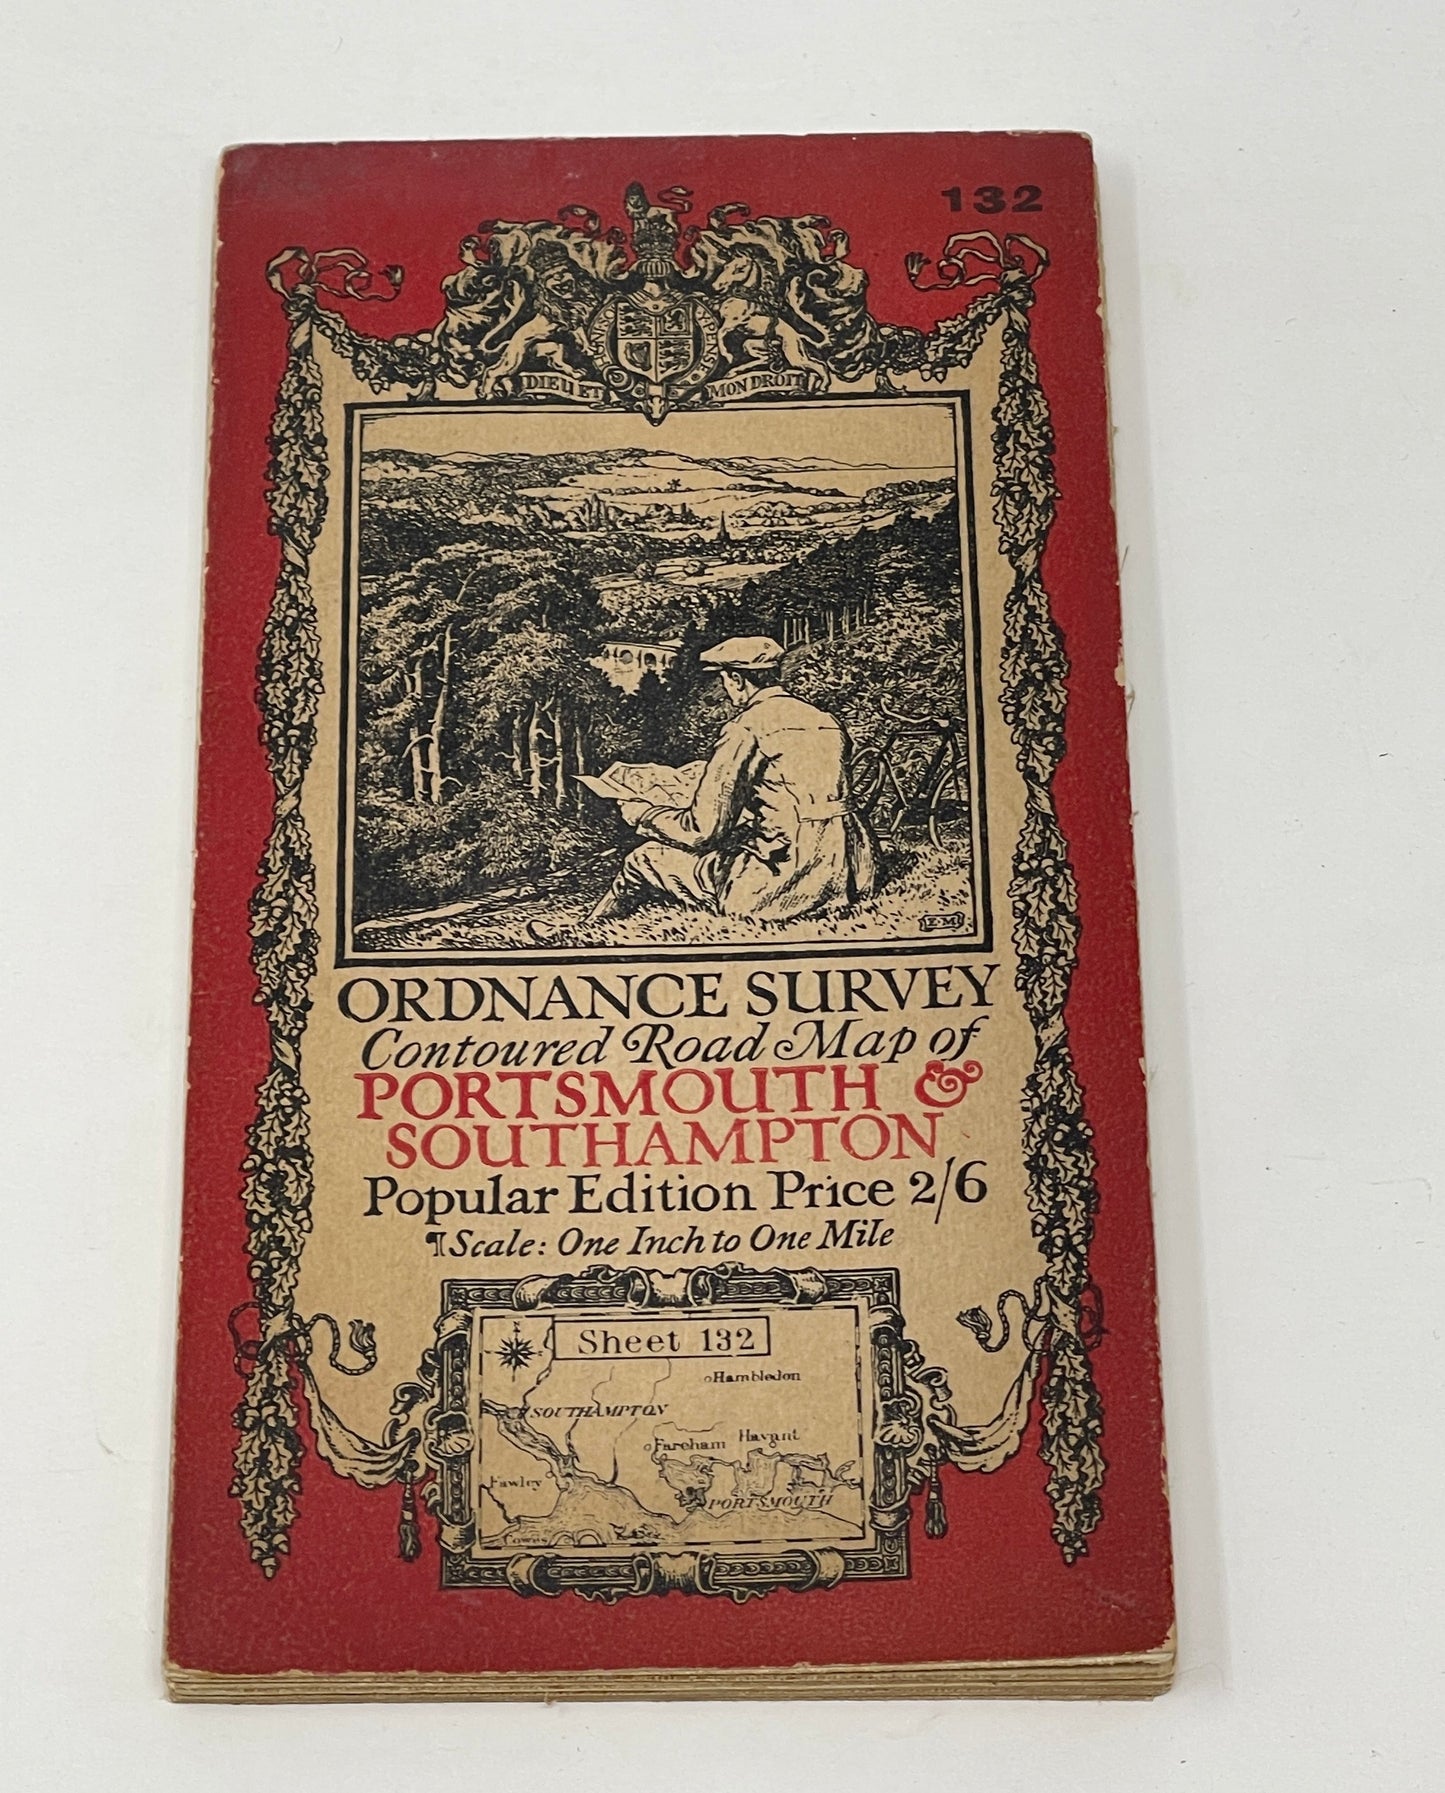 132
DIEU ET MON DROIT
E.M
ORDNANCE SURVEY
Contoured Road Map of
PORTSMOUTH &
SOUTHAMPTON
Popular Edition Price 2/6
¶ Scale: One Inch to One Mile
N
Sheet 132
Hambledon
SOUTHAMPTON
Fareham Havant
Fawley
PORTSMOUTH
Cowes Ryde